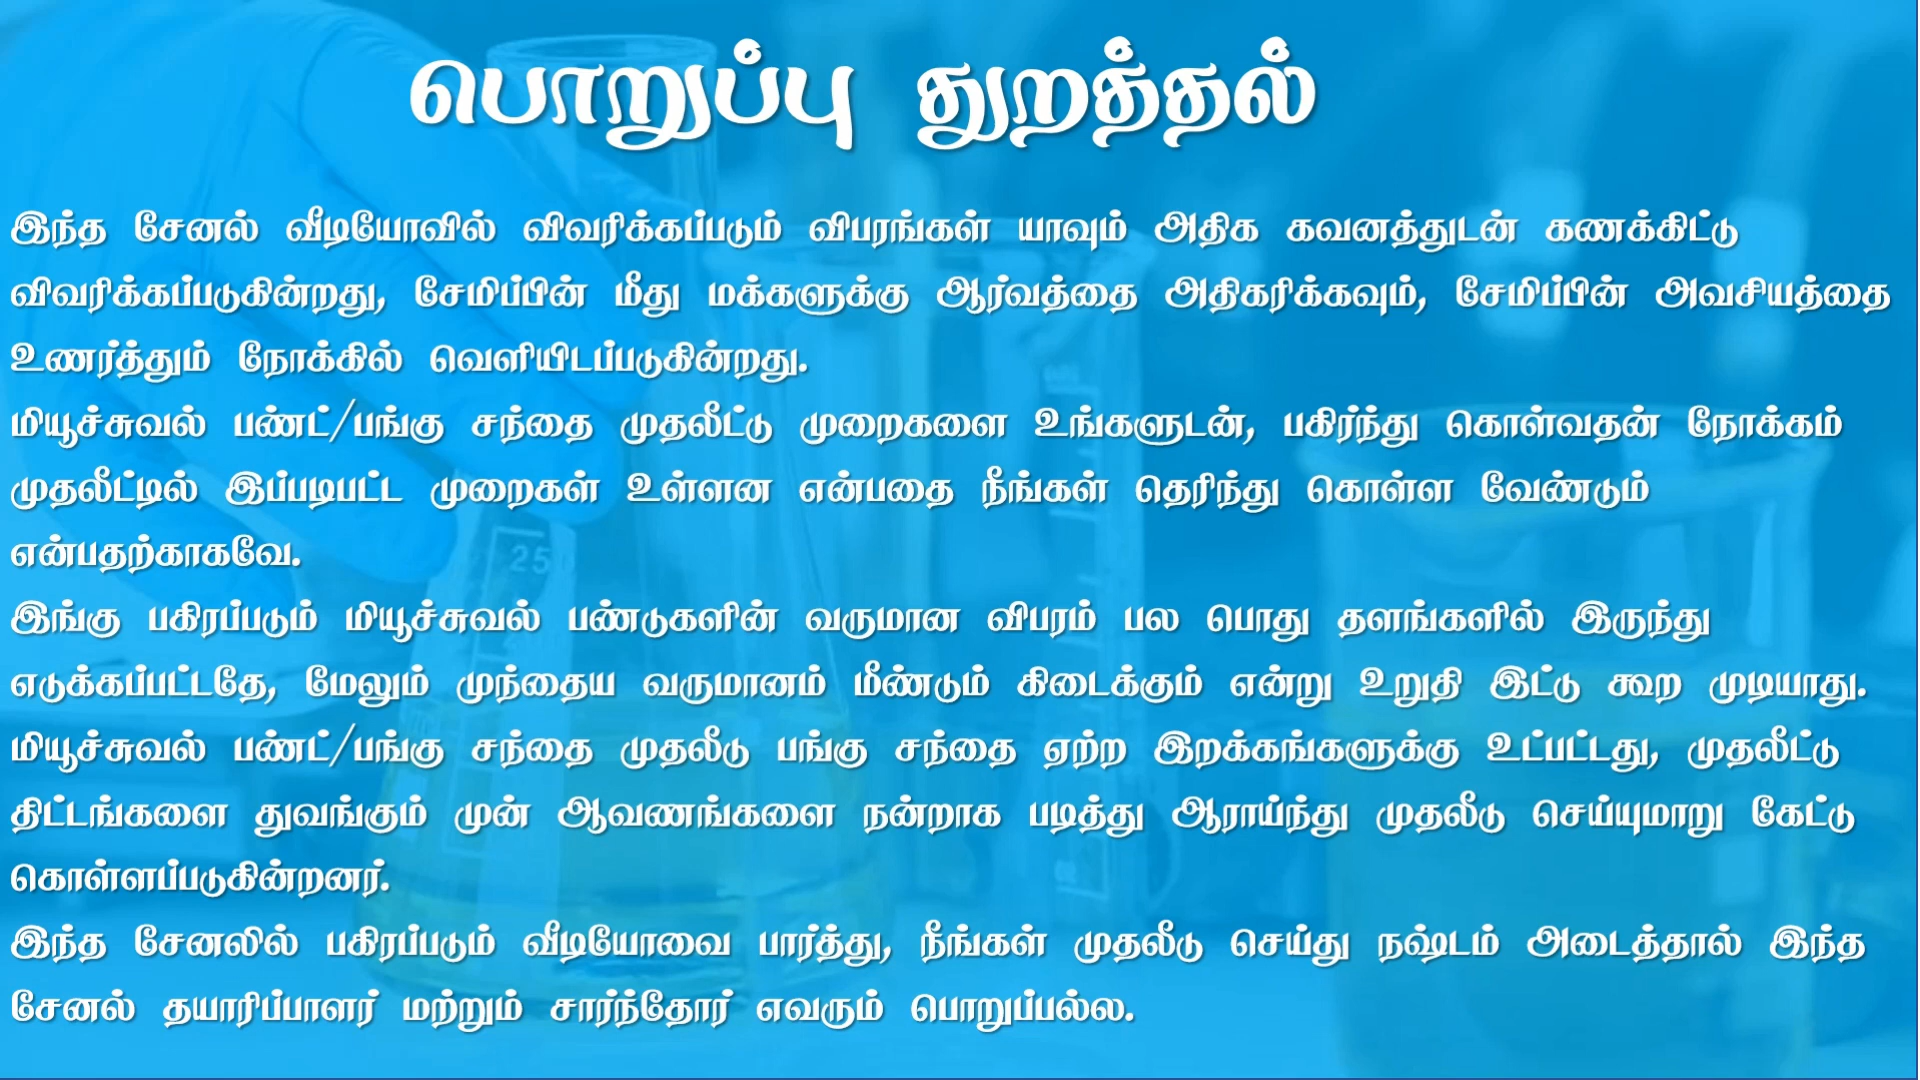 பொறுப்பு துறத்தல்
இந்த சேனல் வீடியோவில் விவரிக்கப்படும் விபரங்கள் யாவும் அதிக கவனத்துடன் கணக்கிட்டு
விவரிக்கப்படுகின்றது, சேமிப்பின் மீது மக்களுக்கு ஆர்வத்தை அதிகரிக்கவும், சேமிப்பின் அவசியத்தை
உணர்த்தும் நோக்கில் வெளியிடப்படுகின்றது.
மியூச்சுவல் பண்ட்/பங்கு சந்தை முதலீட்டு முறைகளை உங்களுடன், பகிர்ந்து கொள்வதன் நோக்கம்
முதலீட்டில் இப்படிபட்ட முறைகள் உள்ளன என்பதை நீங்கள் தெரிந்து கொள்ள வேண்டும்
என்பதற்காகவே.
இங்கு பகிரப்படும் மியூச்சுவல் பண்டுகளின் வருமான விபரம் பல பொது தளங்களில் இருந்து
எடுக்கப்பட்டதே, மேலும் முந்தைய வருமானம் மீண்டும் கிடைக்கும் என்று உறுதி இட்டு கூற முடியாது.
மியூச்சுவல் பண்ட்/பங்கு சந்தை முதலீடு பங்கு சந்தை ஏற்ற இறக்கங்களுக்கு உட்பட்டது, முதலீட்டு
திட்டங்களை துவங்கும் முன் ஆவணங்களை நன்றாக படித்து ஆராய்ந்து முதலீடு செய்யுமாறு கேட்டு
கொள்ளப்படுகின்றனர்.
இந்த சேனலில் பகிரப்படும் வீடியோவை பார்த்து, நீங்கள் முதலீடு செய்து நஷ்டம் அடைத்தால் இந்த
சேனல் தயாரிப்பாளர் மற்றும் சார்ந்தோர் எவரும் பொறுப்பல்ல.